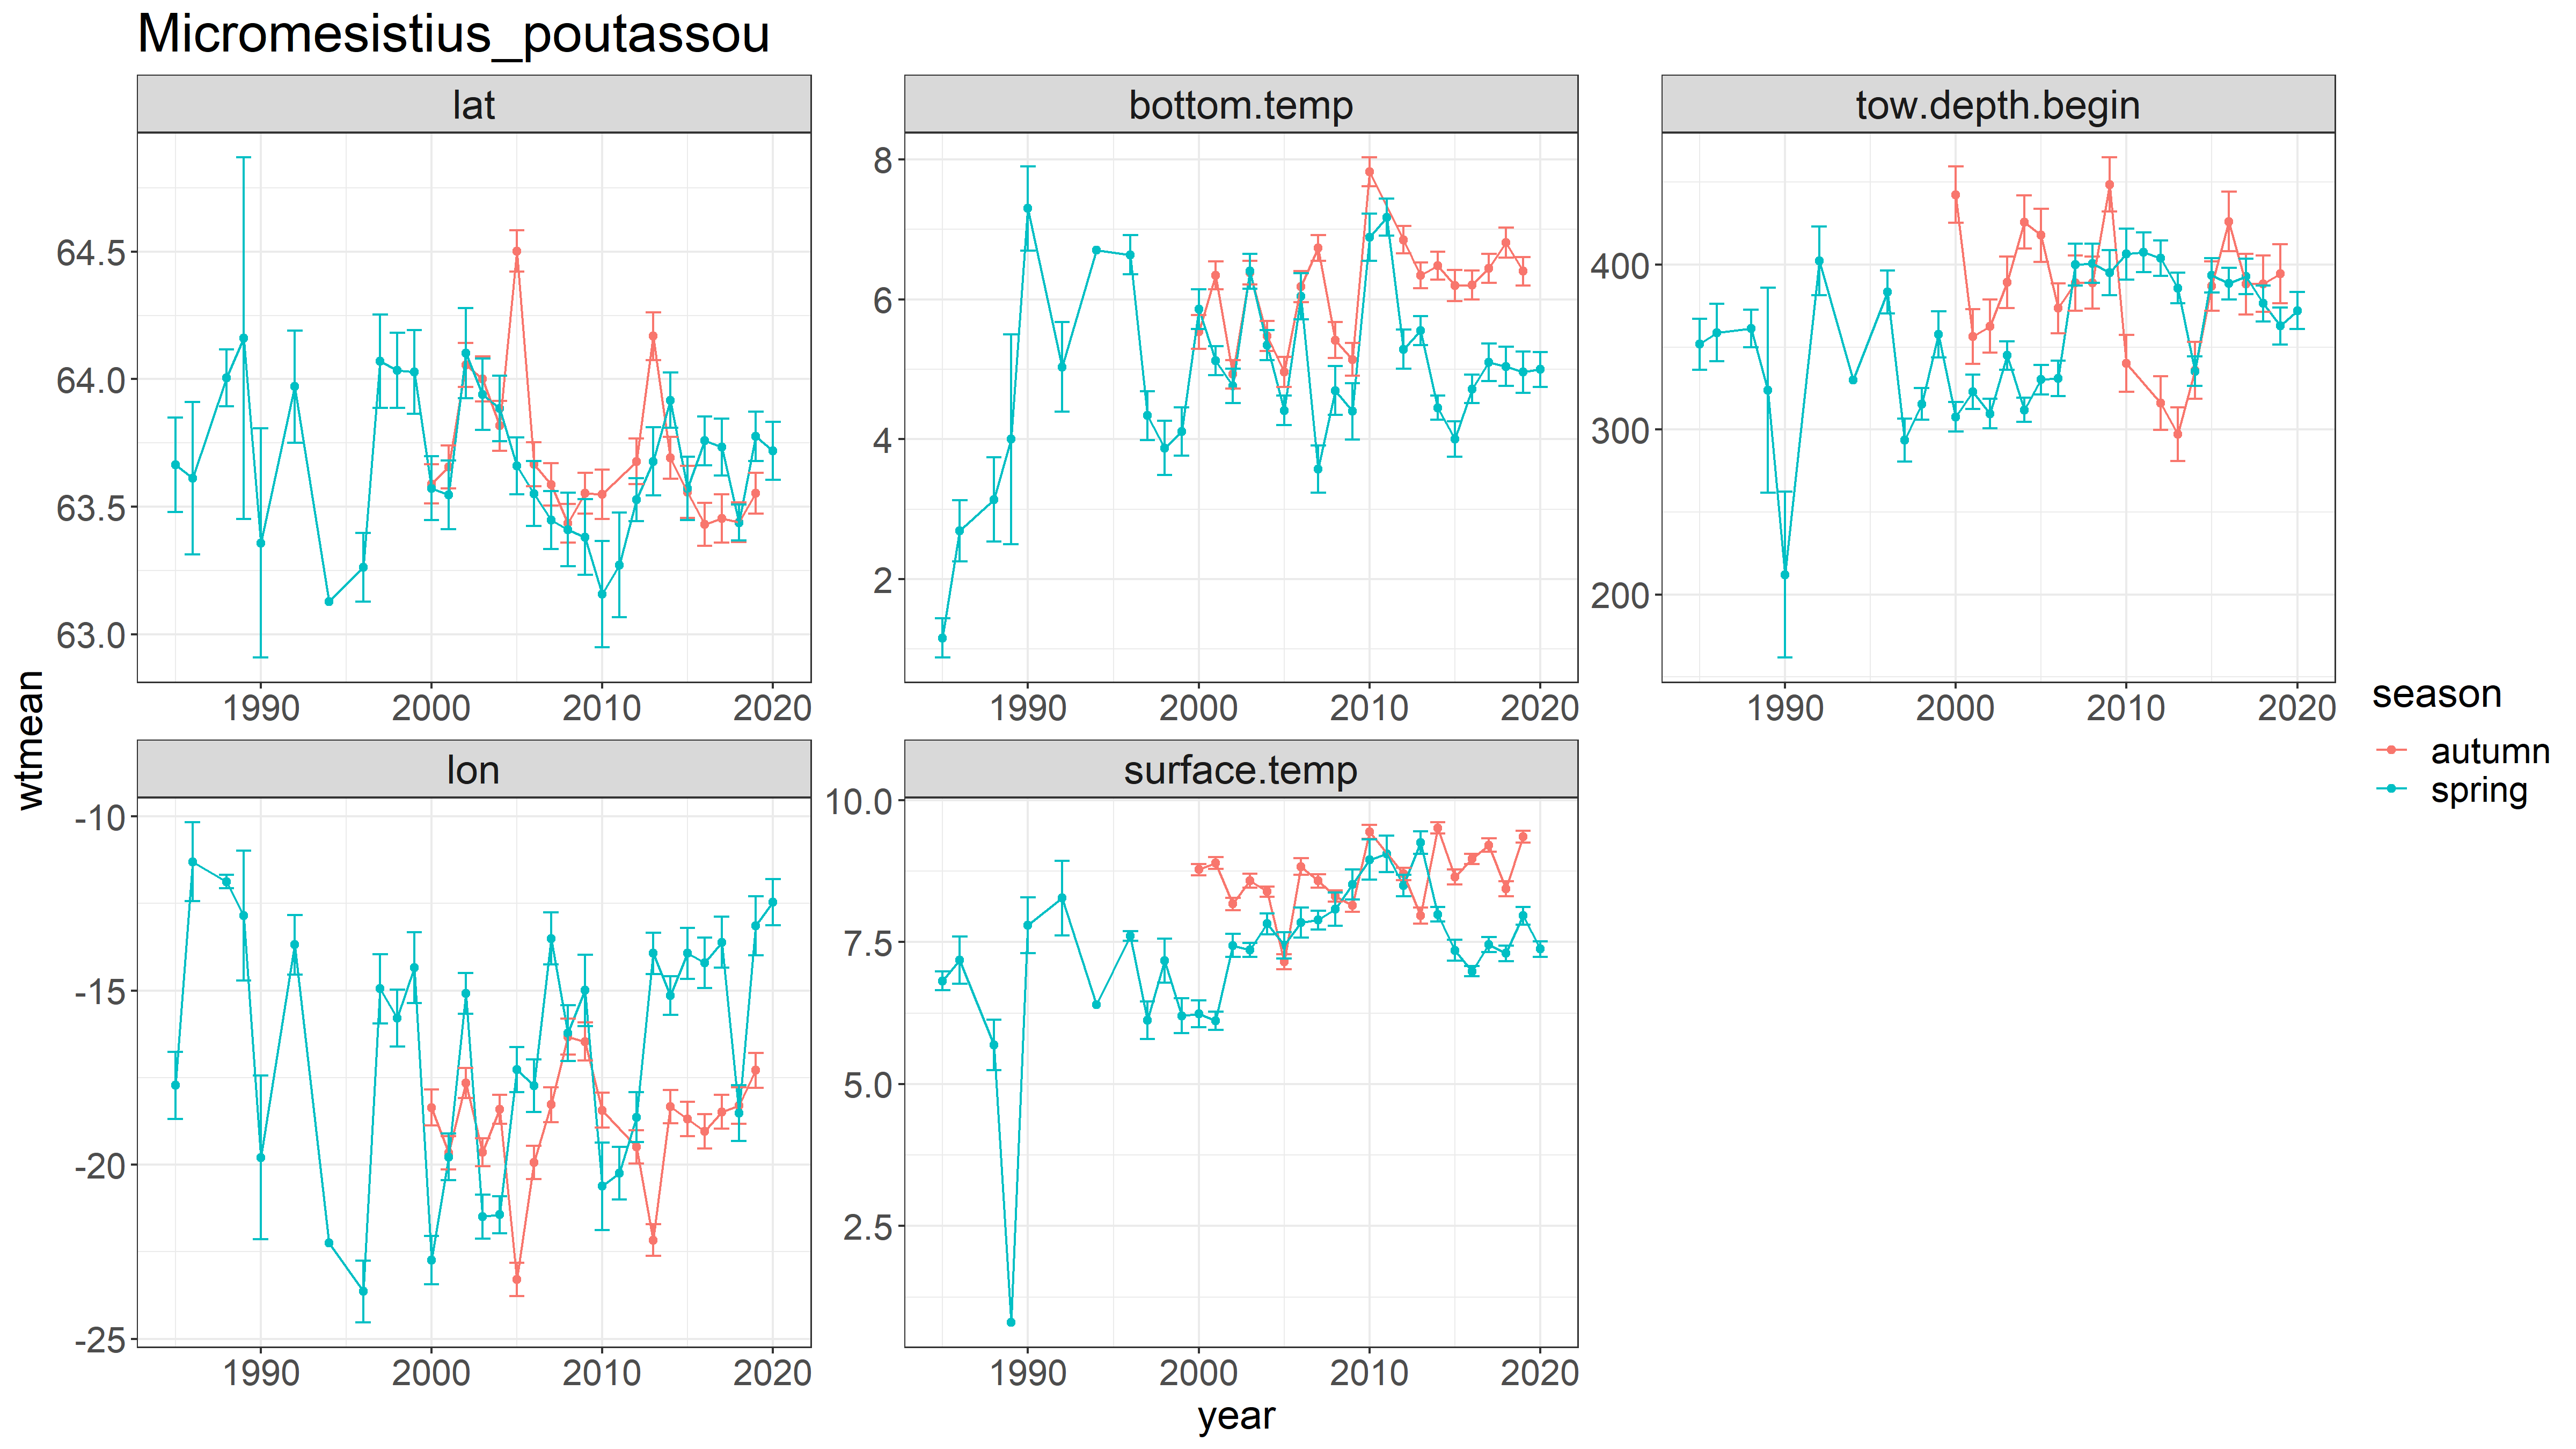 Micromesistius_poutassou
lat
bottom.temp
tow.depth.begin
64.5
64.0
63.5
63.0
8
6
4
2
400
300
200
1990 2000 2010 2020
1990 2000 2010 2020
1990 2000 2010 2020
wtmean
lon
surface.temp
-10
-15
-20
-25
10.0
7.5
5.0
2.5
1990 2000 2010 2020
1990 2000 2010 2020
year
season
autumn
spring